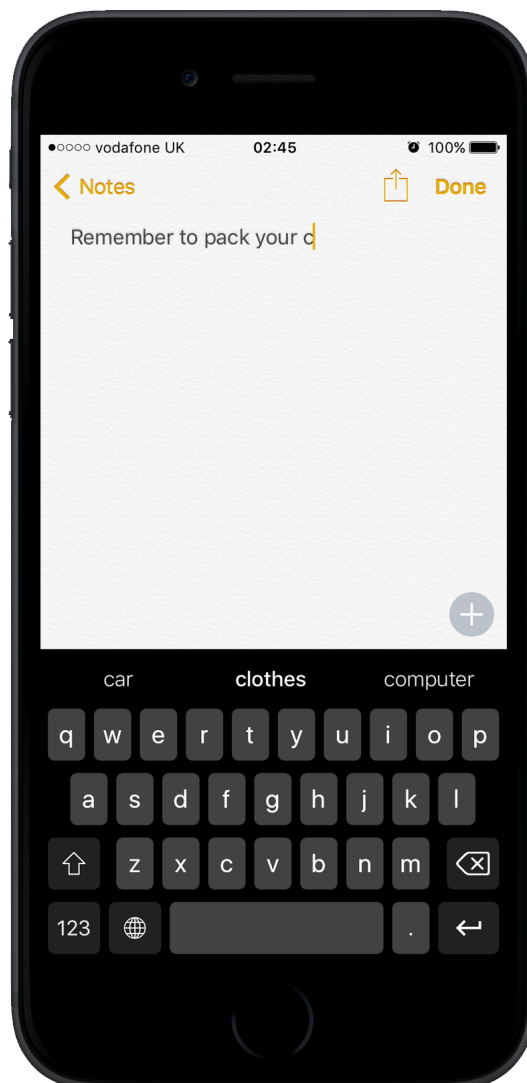 vodafone UK 02:45 100%
Notes Done
Remember to pack your c
car clothes computer
q w e r t y u i o p
a s d f g h j k l
z x c v b n m
123 .